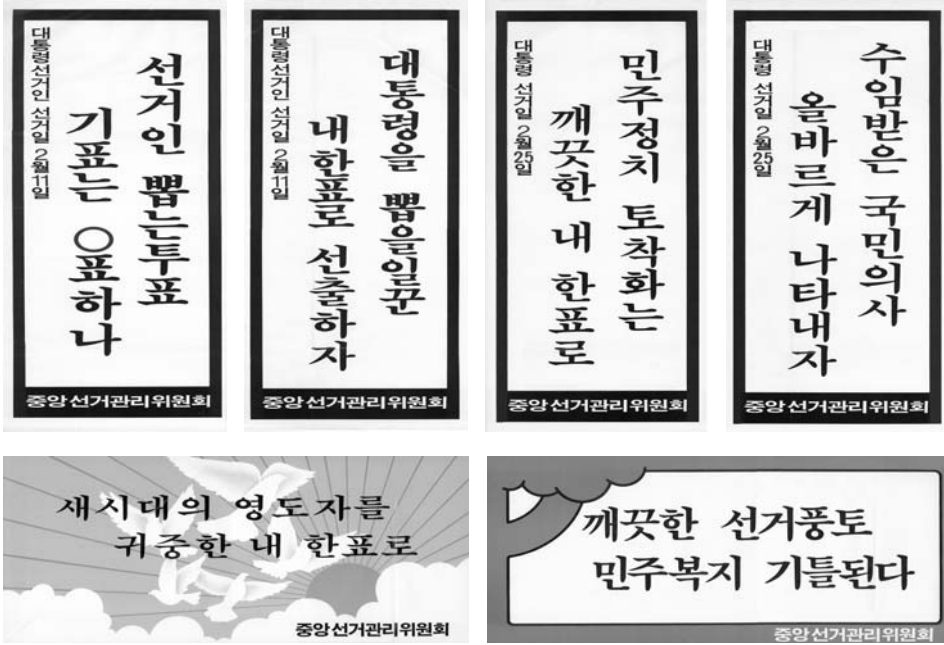 선거인 뽑는투표
기표는 ○표하나
대통령선거인 선거일 2월11일
중앙선거관리위원회
대통령을 뽑을일꾼
내한표로 선출하자
대통령선거인 선거일 2월11일
중앙선거관리위원회
민주정치 토착화는
깨끗한 내 한표로
대통령 선거일 2월25일
중앙선거관리위원회
수임받은 국민의사
올바르게 나타내자
대통령 선거일 2월25일
중앙선거관리위원회
새시대의 영도자를
귀중한 내 한표로
중앙선거관리위원회
깨끗한 선거풍토
민주복지 기틀된다
중앙선거관리위원회